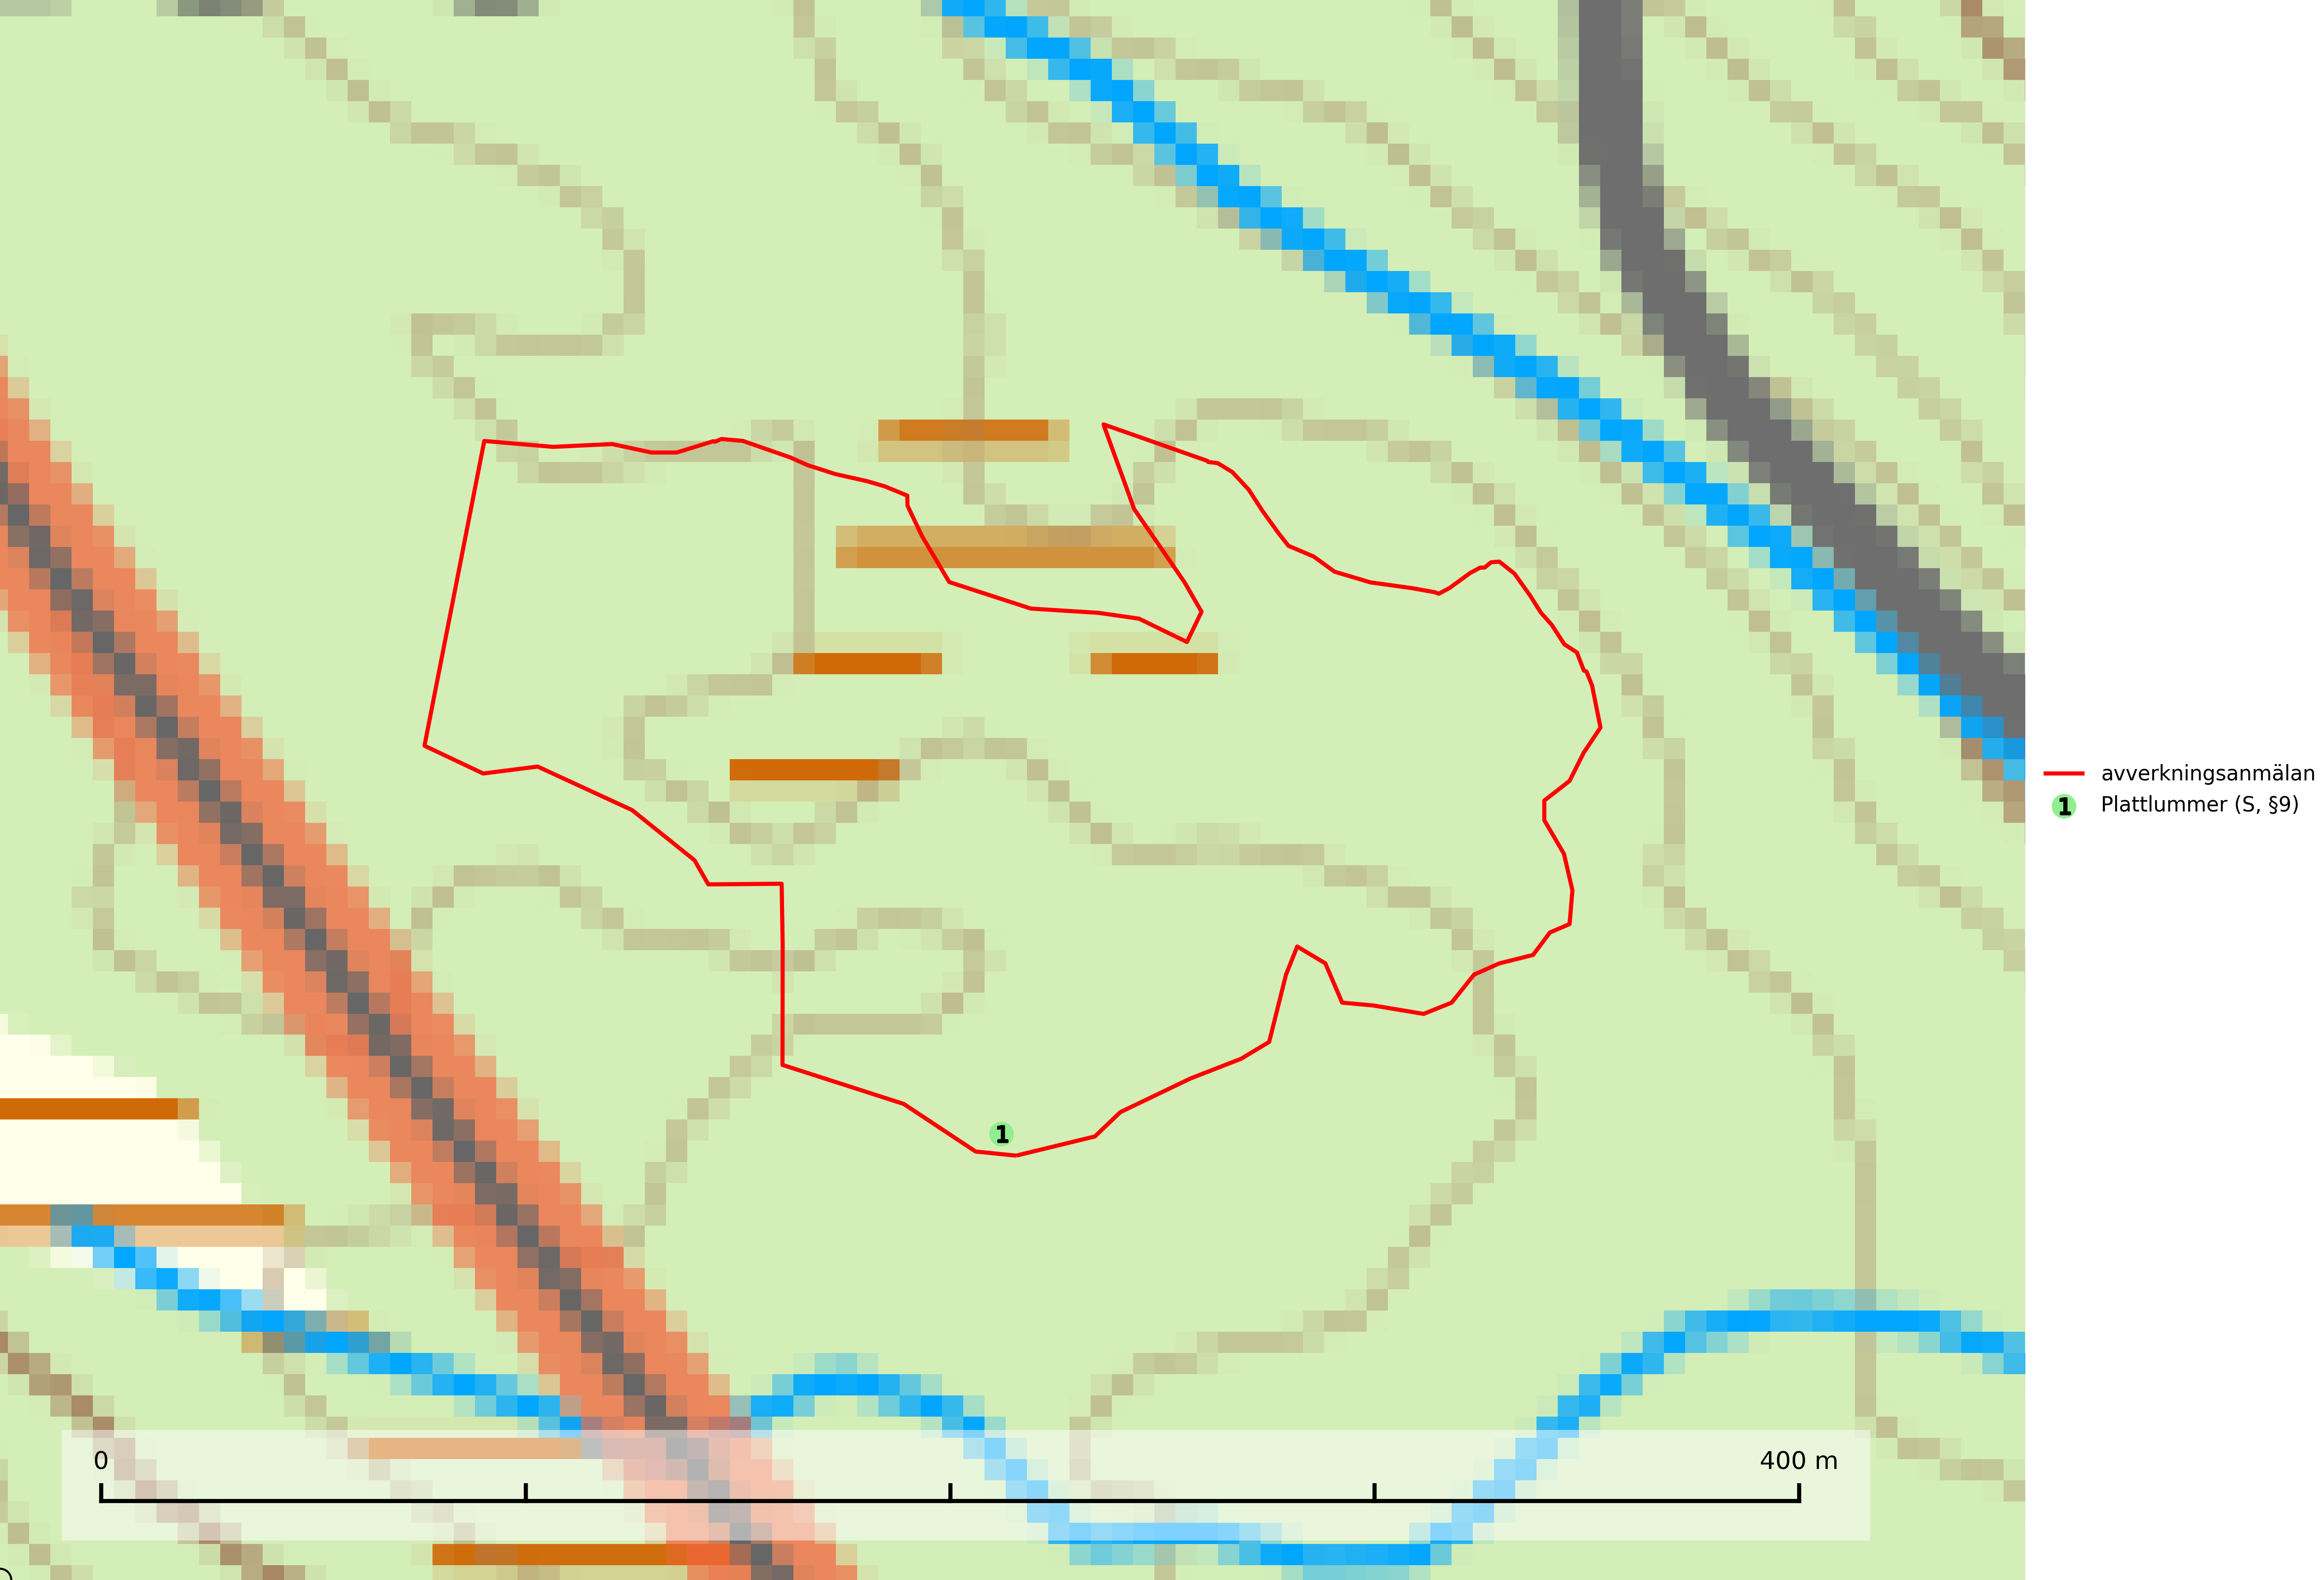 avverkningsanmälan
1 Plattlummer (S, §9)
1
0 400 m